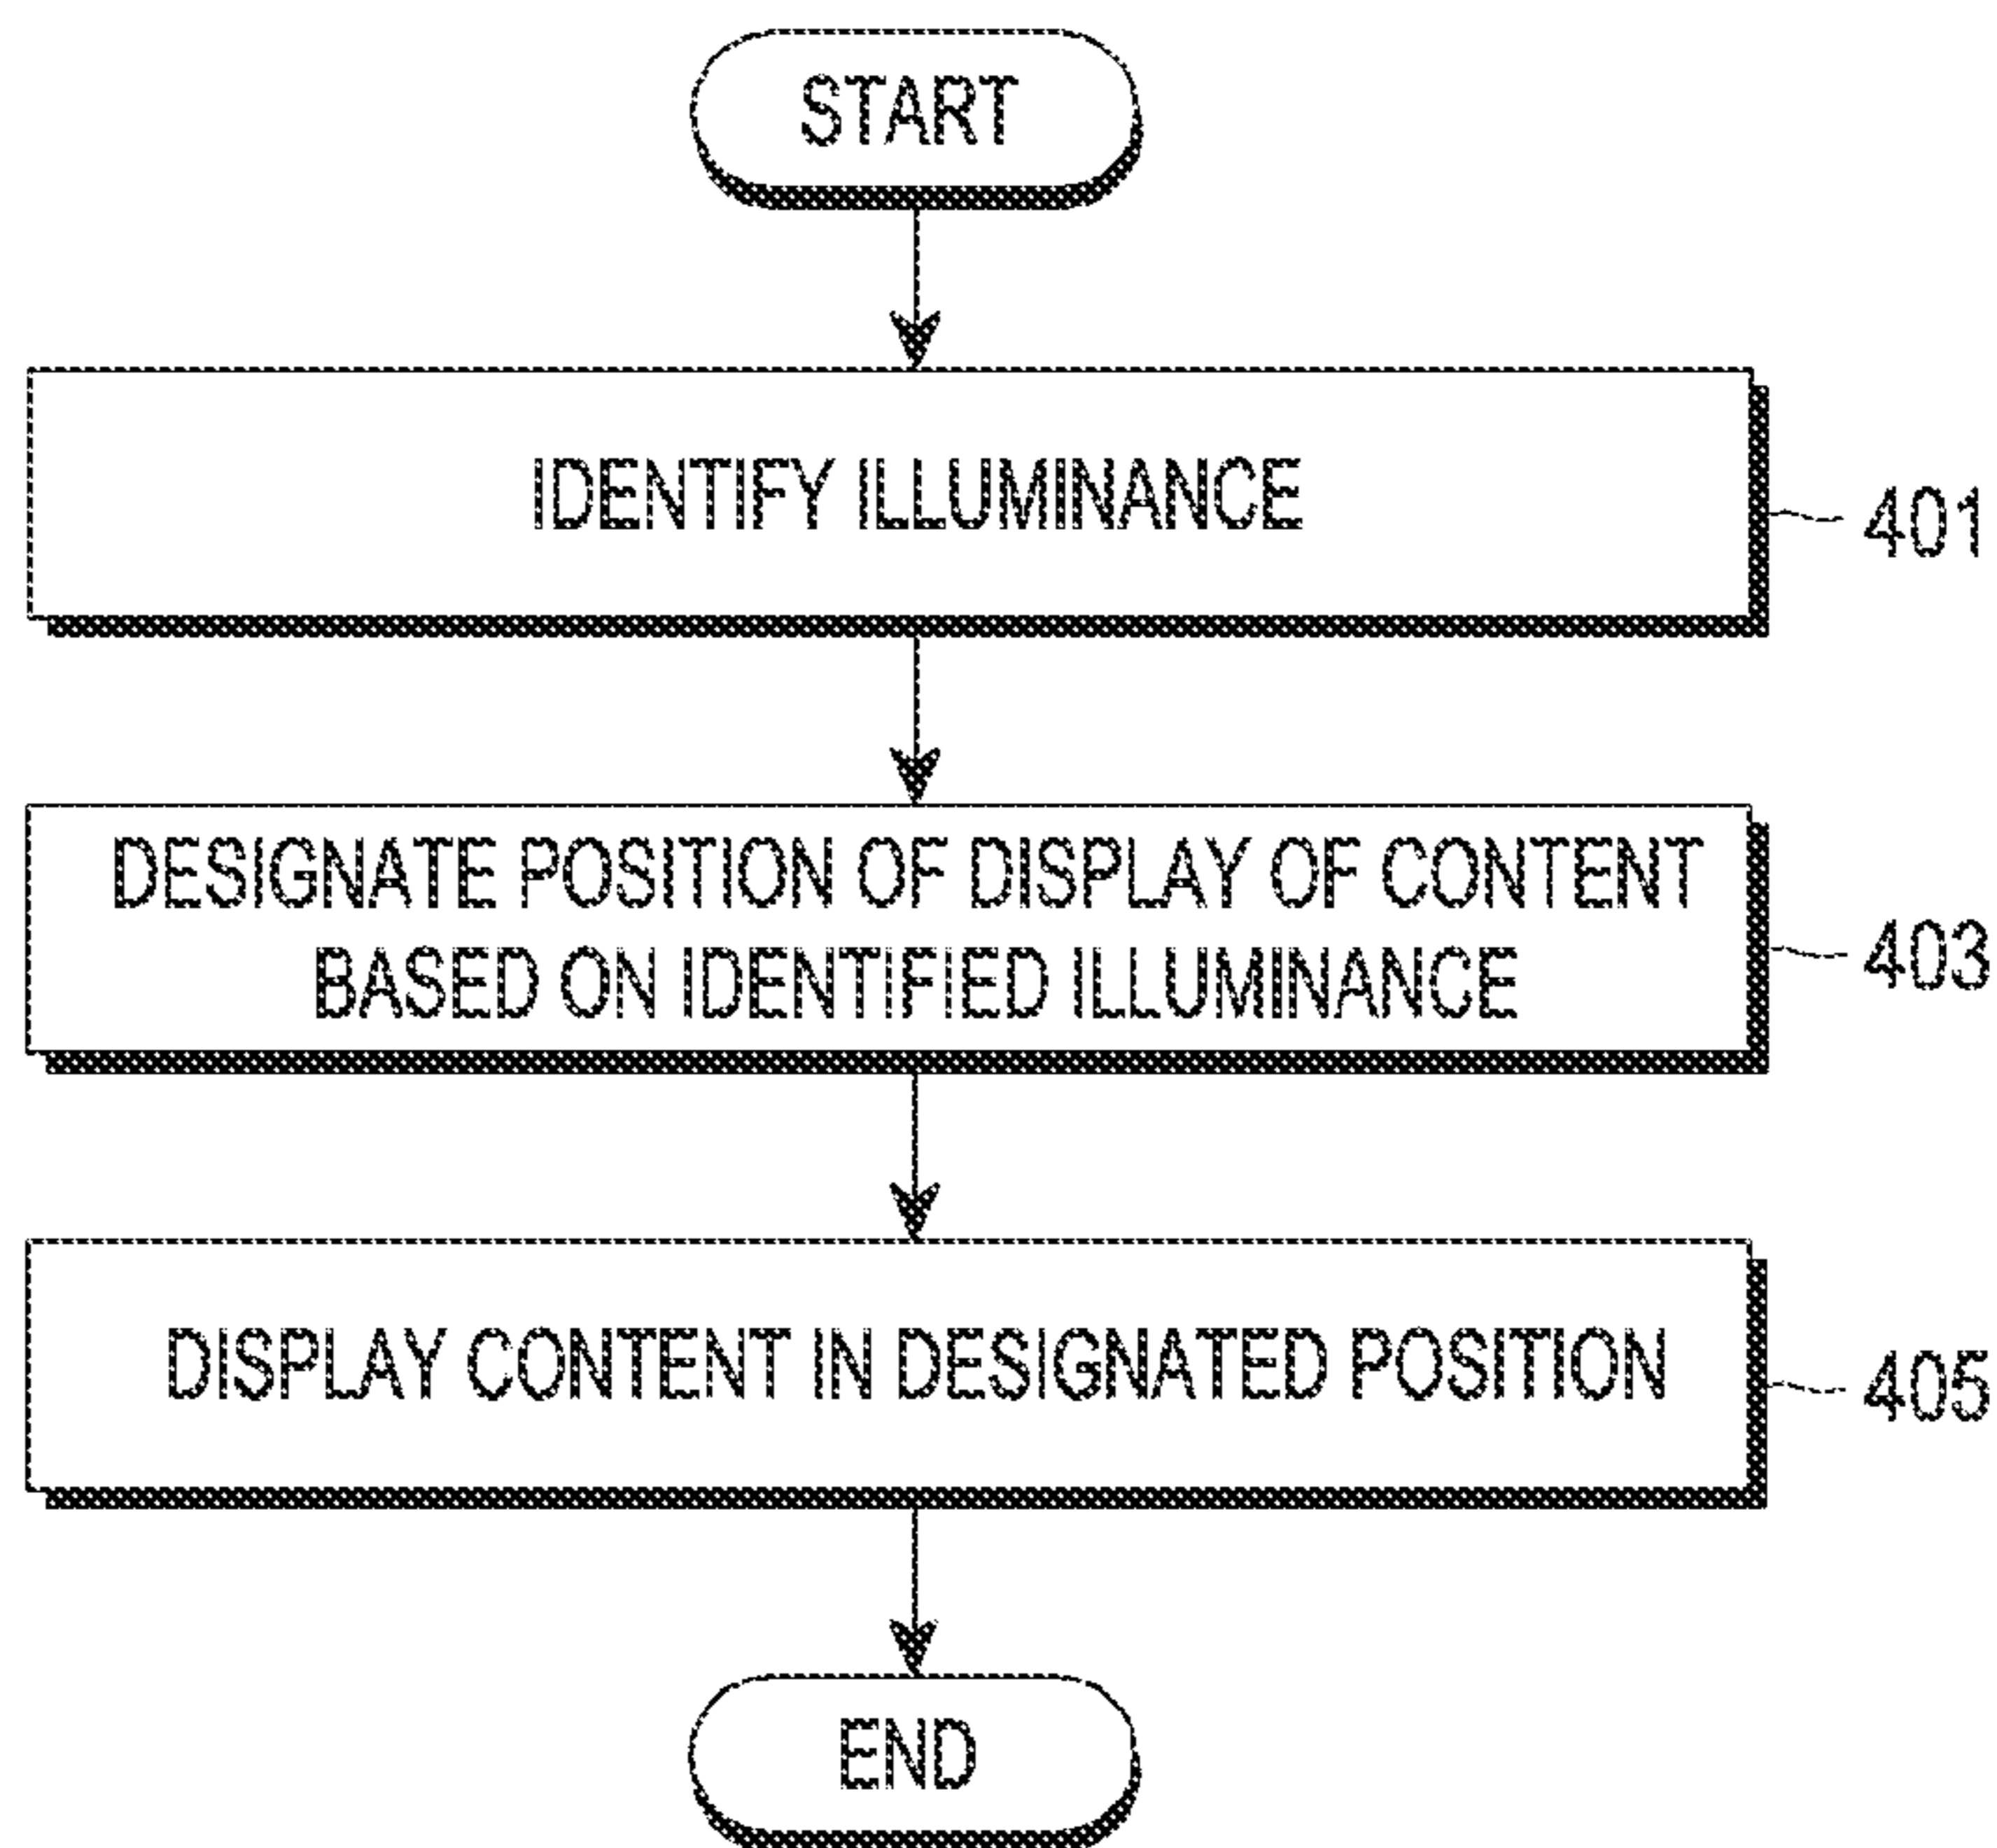 START
IDENTIFY ILLUMINANCE
401
DESIGNATE POSITION OF DISPLAY OF CONTENT
BASED ON IDENTIFIED ILLUMINANCE
403
DISPLAY CONTENT IN DESIGNATED POSITION
405
END